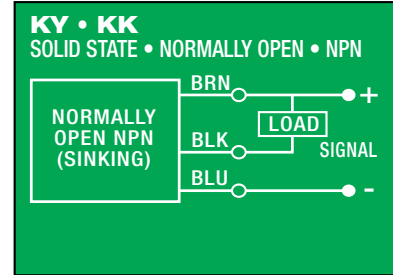 KY • KK
SOLID STATE • NORMALLY OPEN • NPN
BRN
+
NORMALLY
OPEN NPN
(SINKING)
LOAD
BLK
SIGNAL
BLU
-